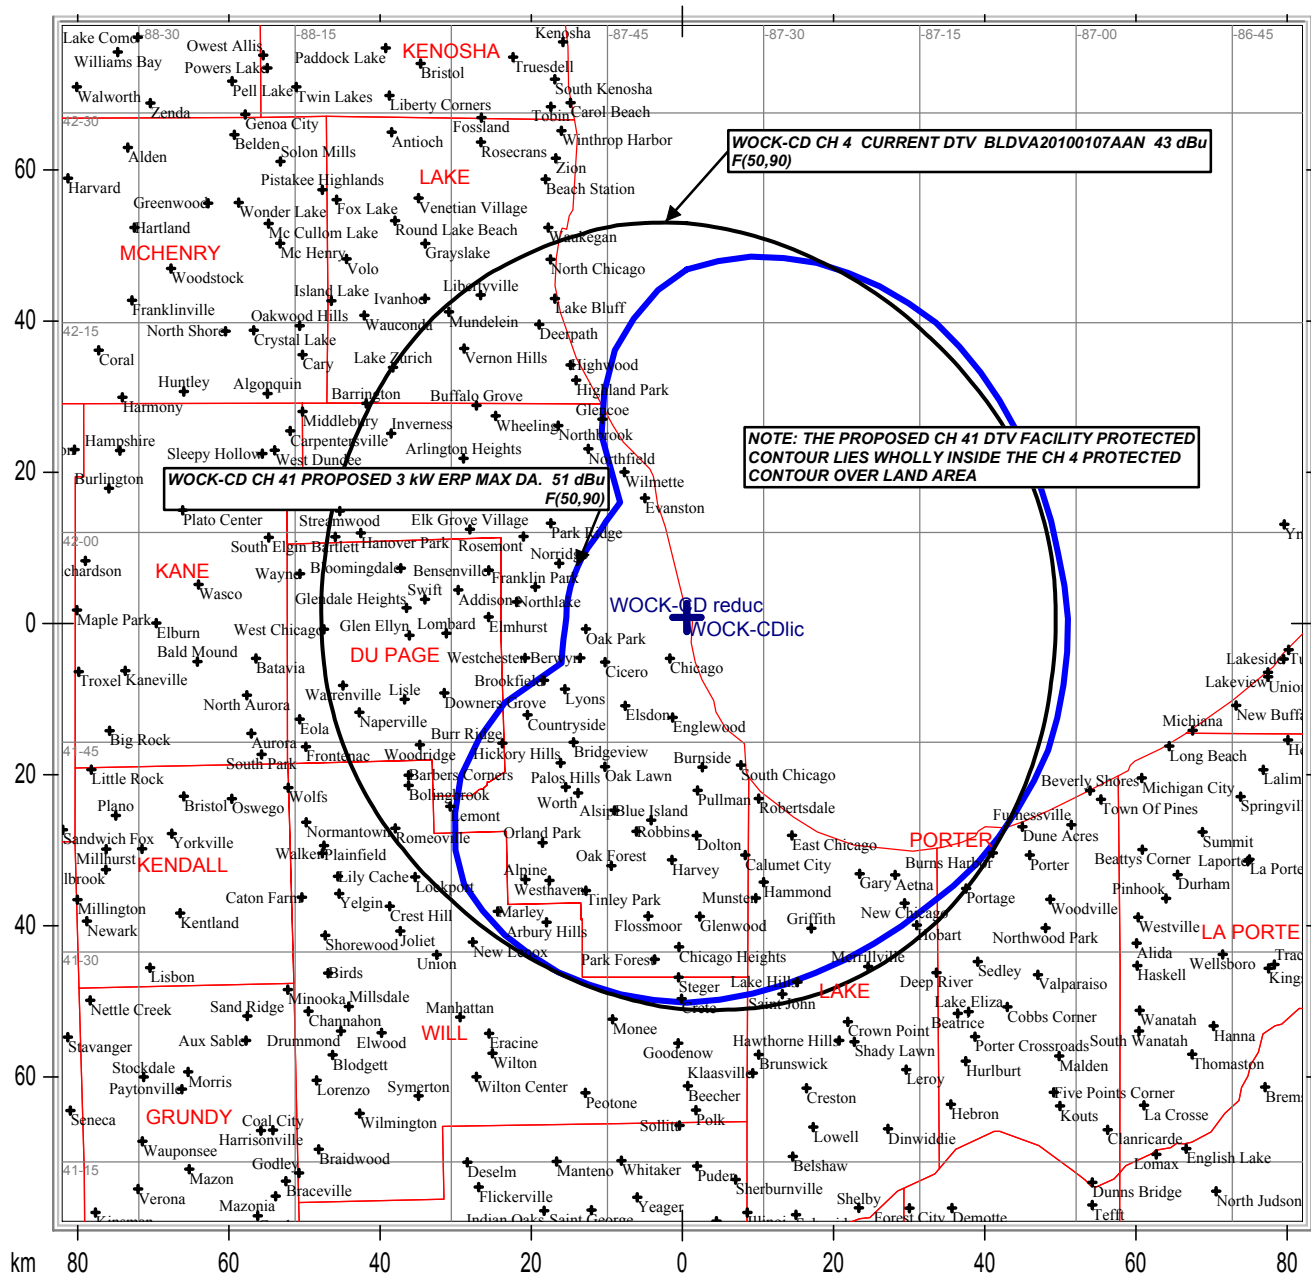 -88-30
-88-15
-87-45
-87-30
-87-15
-87-00
-86-45
Lake Como
Williams Bay
Owest Allis
Powers Lake
Paddock Lake
KENOSHA
Kenosha
Bristol
Truesdell
Walworth
Zenda
Pell Lake
Twin Lakes
Liberty Corners
South Kenosha
Tobin
Carol Beach
42-30
Genoa City
Fossland
Winthrop Harbor
Alden
Belden
Solon Mills
Antioch
Rosecrans
Zion
WOCK-CD CH 4 CURRENT DTV BLDVA20100107AAN 43 dBu
F(50,90)
60
Harvard
Pistakee Highlands
LAKE
Beach Station
Greenwood
Wonder Lake
Fox Lake
Venetian Village
Hartland
Mc Cullom Lake
Round Lake Beach
Waukegan
MCHENRY
Mc Henry
Grayslake
Woodstock
Volo
North Chicago
Island Lake
Ivanhoe
Libertyville
Franklinville
Lake Bluff
Oakwood Hills
Wauconda
Mundelein
40
42-15
North Shore
Crystal Lake
Deerpath
Coral
Cary
Lake Zurich
Vernon Hills
Highwood
Huntley
Algonquin
Barrington
Buffalo Grove
Highland Park
Harmony
Middlebury
Inverness
Wheeling
Glencoe
Northbrook
Hampshire
Carpentersville
Arlington Heights
Northfield
NOTE: THE PROPOSED CH 41 DTV FACILITY PROTECTED
CONTOUR LIES WHOLLY INSIDE THE CH 4 PROTECTED
CONTOUR OVER LAND AREA
20
Sleepy Hollow
West Dundee
Burlington
WOCK-CD CH 41 PROPOSED 3 kW ERP MAX DA. 51 dBu
F(50,90)
Wilmette
Evanston
Plato Center
Streamwood
Elk Grove Village
Park Ridge
42-00
South Elgin
Bartlett
Hanover Park
Rosemont
Norridge
chardson
KANE
Wayne
Bloomingdale
Bensenville
Franklin Park
Wasco
Glendale Heights
Swift
Addison
Northlake
WOCK-CD reduc
WOCK-CDlic
0
Maple Park
Elburn
West Chicago
Glen Ellyn
Lombard
Elmhurst
Oak Park
Bald Mound
Batavia
DU PAGE
Westchester
Berwyn
Cicero
Chicago
Lakeside
Troxel
Kaneville
Warrenville
Lisle
Brookfield
Lakeview
Union
North Aurora
Downers Grove
Lyons
Naperville
Elsdon
New Buffa
Big Rock
Eola
Countryside
Englewood
Michiana
41-45
Aurora
Frontenac
Woodridge
Burr Ridge
Hickory Hills
Bridgeview
Burnside
Long Beach
20
Little Rock
South Park
Barbers Corners
Palos Hills
Oak Lawn
South Chicago
Beverly Shores
Michigan City
Lalim
Plano
Bristol
Oswego
Wolfs
Bolingbrook
Lemont
Worth
Alsip
Blue Island
Pullman
Robertsdale
Town Of Pines
Springvil
Sandwich
Fox
Yorkville
Normantown
Romeoville
Orland Park
Robbins
Dolton
East Chicago
PORTER
Furnessville
Dune Acres
Summit
Millhurst
KENDALL
Walker
Plainfield
Oak Forest
Harvey
Calumet City
Burns Harbor
Porter
Beattys Corner
Laporte
La Porte
llbrook
Lily Cache
Lockport
Alpine
Westhaven
Hammond
Gary
Aetna
Durham
Millington
Caton Farm
Yelgin
Tinley Park
Munster
Portage
Pinhook
Newark
Kentland
Crest Hill
Marley
Flossmoor
Glenwood
Griffith
New Chicago
Woodville
Westville
40
Shorewood
Joliet
Arbury Hills
Hobart
Northwood Park
LA PORTE
41-30
Lisbon
Birds
Union
New Lenox
Park Forest
Chicago Heights
Merrillville
Sedley
Alida
Wellsboro
Trac
Nettle Creek
Sand Ridge
Minooka
Millsdale
Steger
Lake Hills
LAKE
Deep River
Valparaiso
Haskell
Kings
Channahon
Manhattan
WILL
Crete
Saint John
Lake Eliza
Cobbs Corner
Wanatah
Hanna
Stavanger
Aux Sable
Drummond
Elwood
Eracine
Monee
Crown Point
Beatrice
Blodgett
Wilton
Goodenow
Hawthorne Hills
Shady Lawn
Porter Crossroads
South Wanatah
Stockdale
Brunswick
Hurlburt
Malden
Thomaston
60
Paytonville
Morris
Lorenzo
Symerton
Wilton Center
Klaasville
Leroy
Beecher
Creston
Five Points Corner
Brems
Seneca
GRUNDY
Coal City
Wilmington
Peotone
Polk
Hebron
Kouts
La Crosse
Harrisonville
Sollitt
Lowell
Dinwiddie
Clanricarde
Wauponsee
Braidwood
English Lake
41-15
Mazon
Godley
Deselm
Manteno
Whitaker
Puder
Belshaw
Lomax
Verona
Braceville
Flickerville
Sherburnville
Dunns Bridge
Mazonia
Yeager
Shelby
Tefft
North Judson
Kinsman
Indian Oaks
Saint George
Forest City
Demotte
km
80
60
40
20
0
20
40
60
80